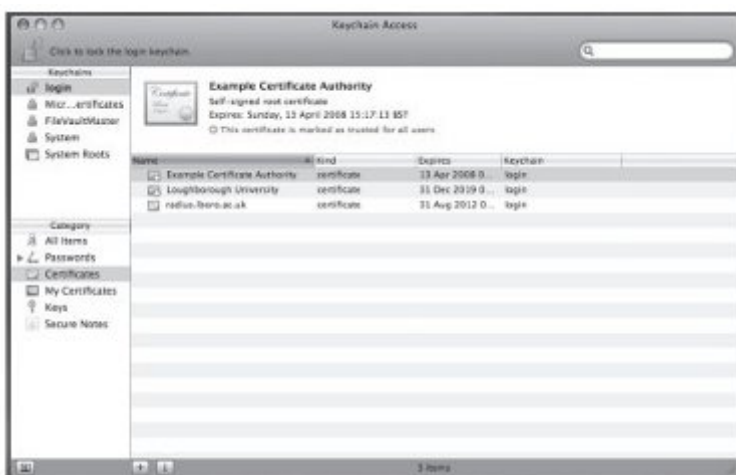 Keychain Access
Click to lock the login keychain.
Keychains
login
Micr...ertificates
FileVaultMaster
System
System Roots
Certificate
Example Certificate Authority
Self-signed root certificate
Expires: Sunday, 13 April 2008 15:17:13 BST
This certificate is marked as trusted for all users
Name Kind Expires Keychain
Example Certificate Authority certificate 13 Apr 2008 0... login
Loughborough University certificate 31 Dec 2019 0... login
radius.lboro.ac.uk certificate 31 Aug 2012 0... login
Category
All Items
Passwords
Certificates
My Certificates
Keys
Secure Notes
3 items